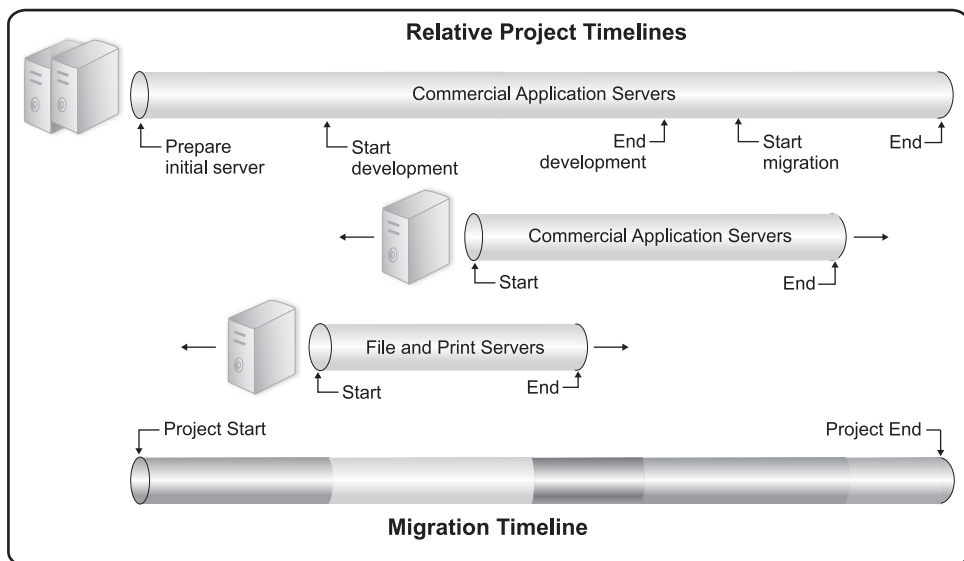 Relative Project Timelines
Commercial Application Servers
Prepare
initial server
Start
development
End
development
Start
migration
End
Commercial Application Servers
Start
End
File and Print Servers
Start
End
Project Start
Project End
Migration Timeline